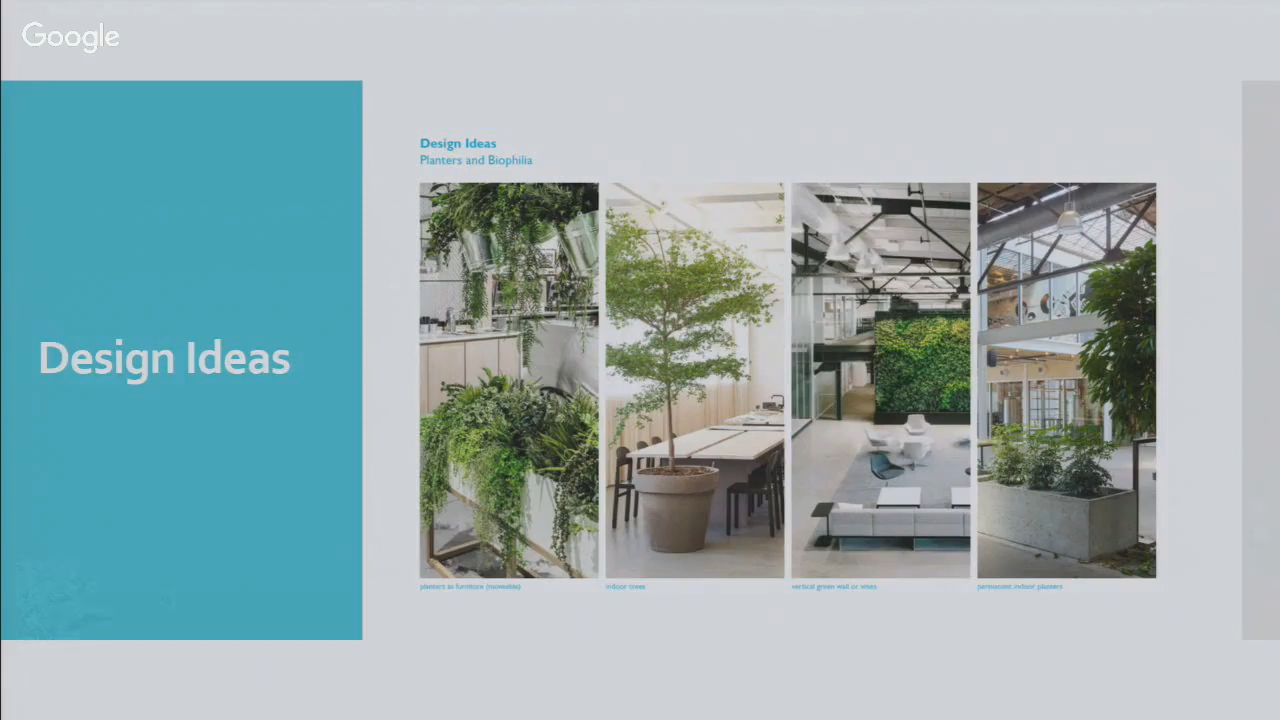 Google
Design Ideas
Design Ideas
Planters and Biophilia
planters as furniture (moveable)
indoor trees
vertical green wall or vines
permanent indoor planters